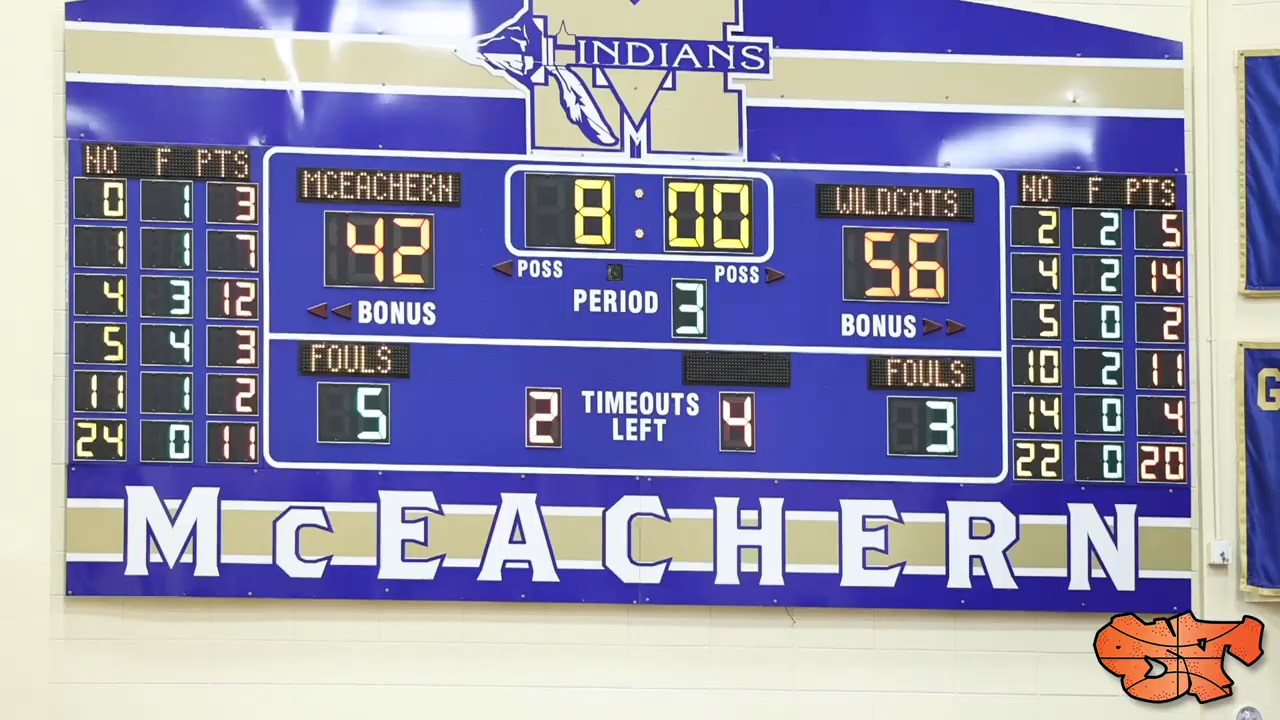 INDIANS
M
NO F PTS
0 1 3
1 1 7
4 3 12
5 4 3
11 1 2
24 0 11
MCEACHERN
42
BONUS
8:00
POSS POSS
PERIOD 3
WILDCATS
56
BONUS
FOULS
5
2 TIMEOUTS LEFT 4
FOULS
3
NO F PTS
2 2 5
4 2 14
5 0 2
10 2 11
14 0 4
22 0 20
McEACHERN
G